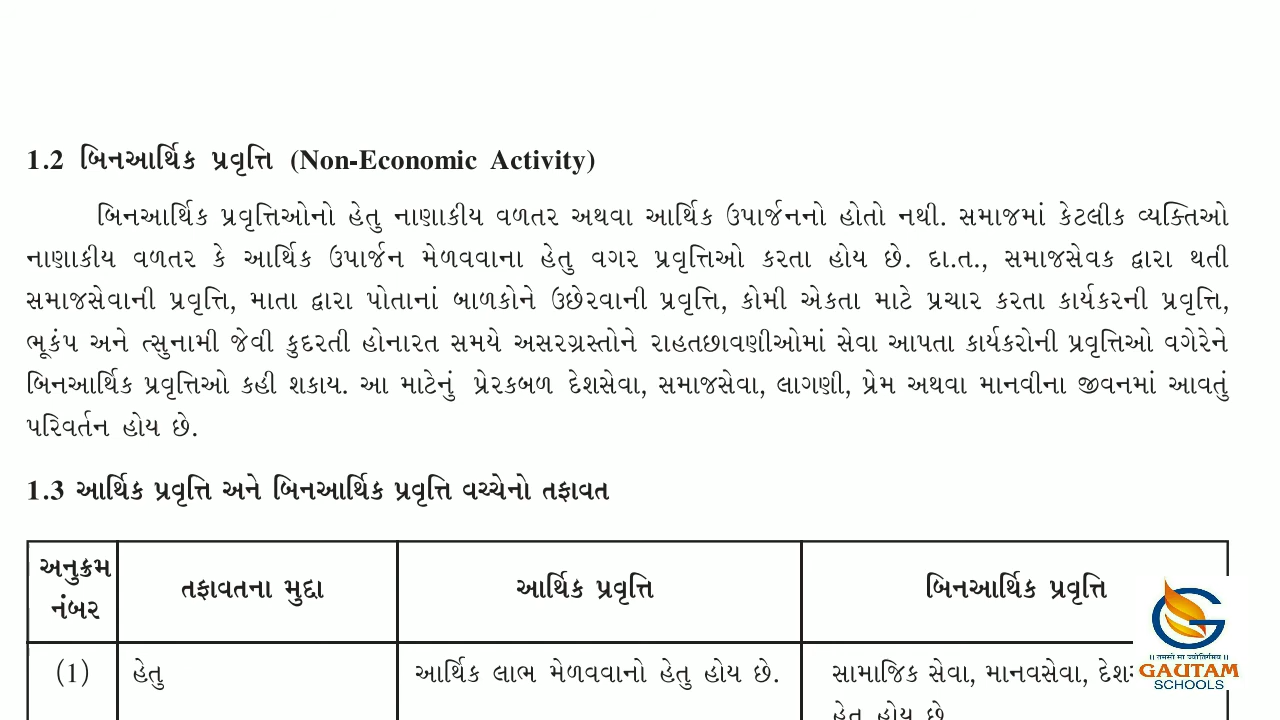 1.2 બિનઆર્થિક પ્રવૃત્તિ (Non-Economic Activity)
બિનઆર્થિક પ્રવૃત્તિઓનો હેતુ નાણાકીય વળતર અથવા આર્થિક ઉપાર્જનનો હોતો નથી. સમાજમાં કેટલીક વ્યક્તિઓ
નાણાકીય વળતર કે આર્થિક ઉપાર્જન મેળવવાના હેતુ વગર પ્રવૃત્તિઓ કરતા હોય છે. દા.ત., સમાજસેવક દ્વારા થતી
સમાજસેવાની પ્રવૃત્તિ, માતા દ્વારા પોતાનાં બાળકોને ઉછેરવાની પ્રવૃત્તિ, કોમી એકતા માટે પ્રચાર કરતા કાર્યકરની પ્રવૃત્તિ,
ભૂકંપ અને ત્સુનામી જેવી કુદરતી હોનારત સમયે અસરગ્રસ્તોને રાહતછાવણીઓમાં સેવા આપતા કાર્યકરોની પ્રવૃત્તિઓ વગેરેને
બિનઆર્થિક પ્રવૃત્તિઓ કહી શકાય. આ માટેનું પ્રેરકબળ દેશસેવા, સમાજસેવા, લાગણી, પ્રેમ અથવા માનવીના જીવનમાં આવતું
પરિવર્તન હોય છે.
1.3 આર્થિક પ્રવૃત્તિ અને બિનઆર્થિક પ્રવૃત્તિ વચ્ચેનો તફાવત
અનુક્રમ નંબર
તફાવતના મુદ્દા
આર્થિક પ્રવૃત્તિ
બિનઆર્થિક પ્રવૃત્તિ
(1)
હેતુ
આર્થિક લાભ મેળવવાનો હેતુ હોય છે.
સામાજિક સેવા, માનવસેવા,
હેતુ હોય છે.
|| तमसो मा ज्योतिर्गमय ||
GAUTAM
SCHOOLS